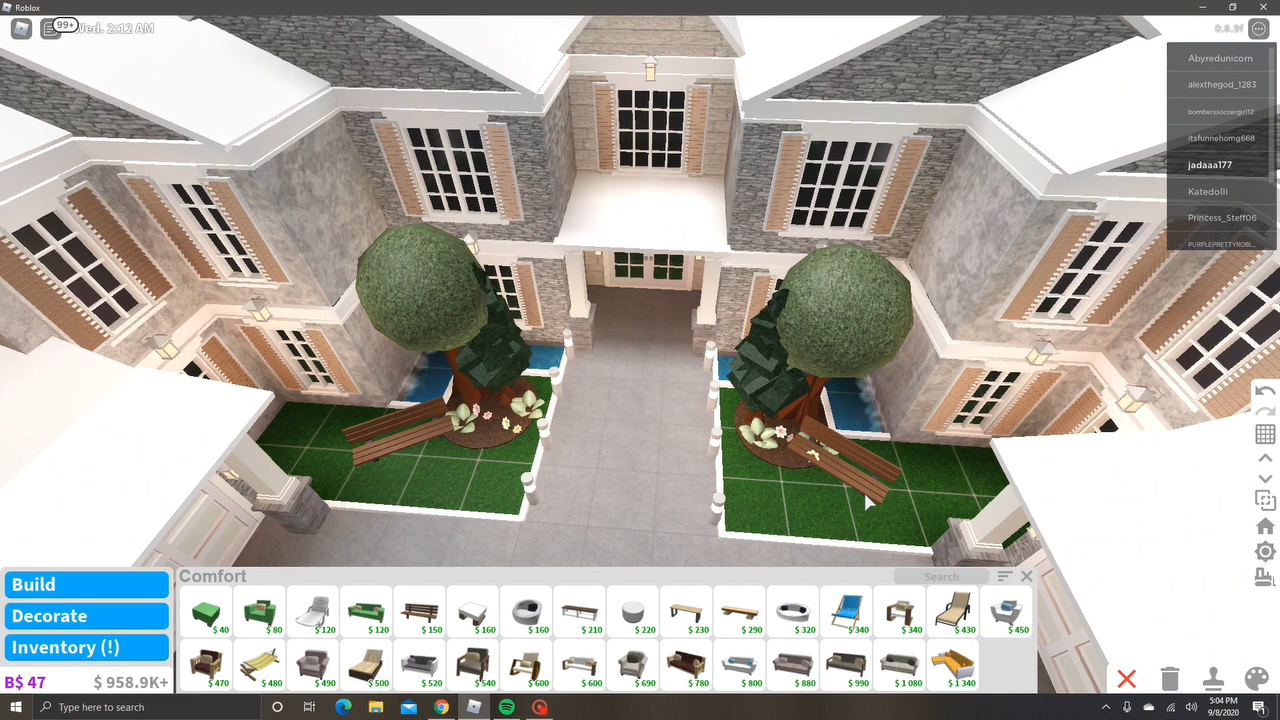 Roblox
99+
Wed. 2:12 AM
0.8.9f
Abyredunicorn
alexthegod_1283
bomberssoccergirl12
itsfunnehomg668
jadaaa177
Katedolli
Princess_Steff06
PURPLEPRETTYROBL...
Build
Decorate
Inventory (!)
B$ 47
$ 958.9K+
Comfort
Search
$ 40
$ 80
$ 120
$ 120
$ 150
$ 160
$ 160
$ 210
$ 220
$ 230
$ 290
$ 320
$ 340
$ 340
$ 430
$ 450
$ 470
$ 480
$ 490
$ 500
$ 520
$ 540
$ 600
$ 600
$ 690
$ 780
$ 800
$ 880
$ 990
$ 1 080
$ 1 340
Type here to search
5:04 PM
9/8/2020